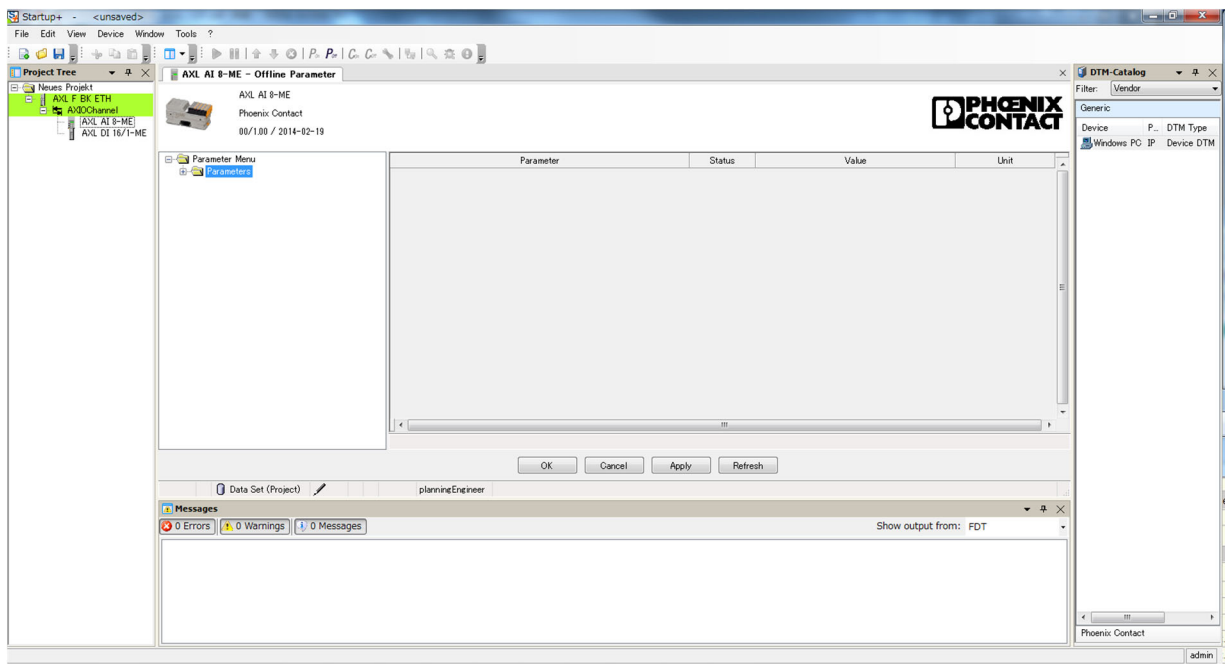 Startup+ - <unsaved>
File Edit View Device Window Tools ?
Project Tree
Neues Projekt
AXL F BK ETH
AXIOChannel
AXL AI 8-ME
AXL DI 16/1-ME
AXL AI 8-ME - Offline Parameter
AXL AI 8-ME
Phoenix Contact
00/1.00 / 2014-02-19
PHŒNIX
CONTACT
Parameter Menu
Parameters
Parameter Status Value Unit
OK Cancel Apply Refresh
Data Set (Project) planningEngineer
Messages
0 Errors 0 Warnings 0 Messages Show output from: FDT
DTM-Catalog
Filter: Vendor
Generic
Device P... DTM Type
Windows PC IP Device DTM
Phoenix Contact
admin